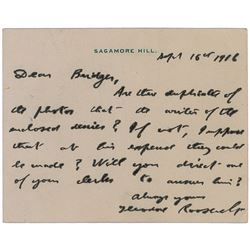 SAGAMORE HILL.
Sept 16th 1916
Dear Bridges,
Are there duplicates of
the photos that the writer of the
enclosed desires? If not, I suppose
that at his expense they could
be made? Will you direct one
of your clerks to answer him?
Always yours
Theodore Roosevelt